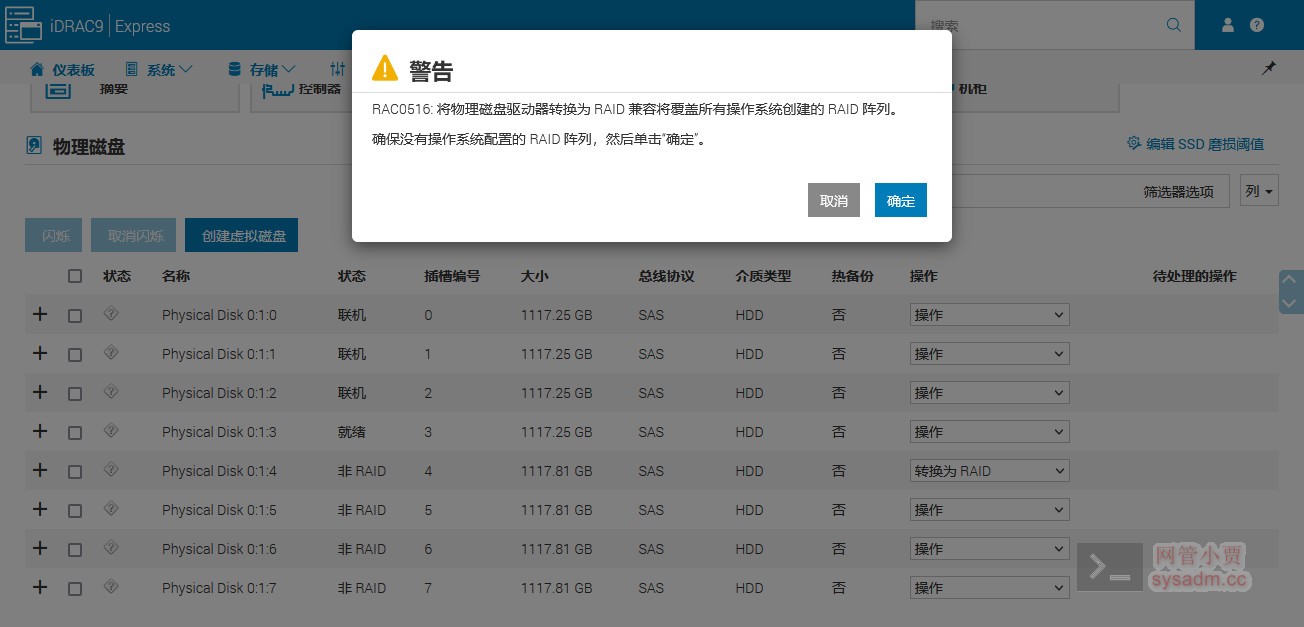 iDRAC9 | Express
搜索
仪表板
系统
存储
摘要
控制器
机柜
警告
RAC0516: 将物理磁盘驱动器转换为 RAID 兼容将覆盖所有操作系统创建的 RAID 阵列。
确保没有操作系统配置的 RAID 阵列，然后单击“确定”。
取消 确定
物理磁盘
编辑 SSD 磨损阈值
筛选器选项 列
闪烁 取消闪烁 创建虚拟磁盘
状态 名称 状态 插槽编号 大小 总线协议 介质类型 热备份 操作 待处理的操作
+ Physical Disk 0:1:0 联机 0 1117.25 GB SAS HDD 否 操作
+ Physical Disk 0:1:1 联机 1 1117.25 GB SAS HDD 否 操作
+ Physical Disk 0:1:2 联机 2 1117.25 GB SAS HDD 否 操作
+ Physical Disk 0:1:3 就绪 3 1117.25 GB SAS HDD 否 操作
+ Physical Disk 0:1:4 非 RAID 4 1117.81 GB SAS HDD 否 转换为 RAID
+ Physical Disk 0:1:5 非 RAID 5 1117.81 GB SAS HDD 否 操作
+ Physical Disk 0:1:6 非 RAID 6 1117.81 GB SAS HDD 否 操作
+ Physical Disk 0:1:7 非 RAID 7 1117.81 GB SAS HDD 否 操作
网管小贾
sysadm.cc